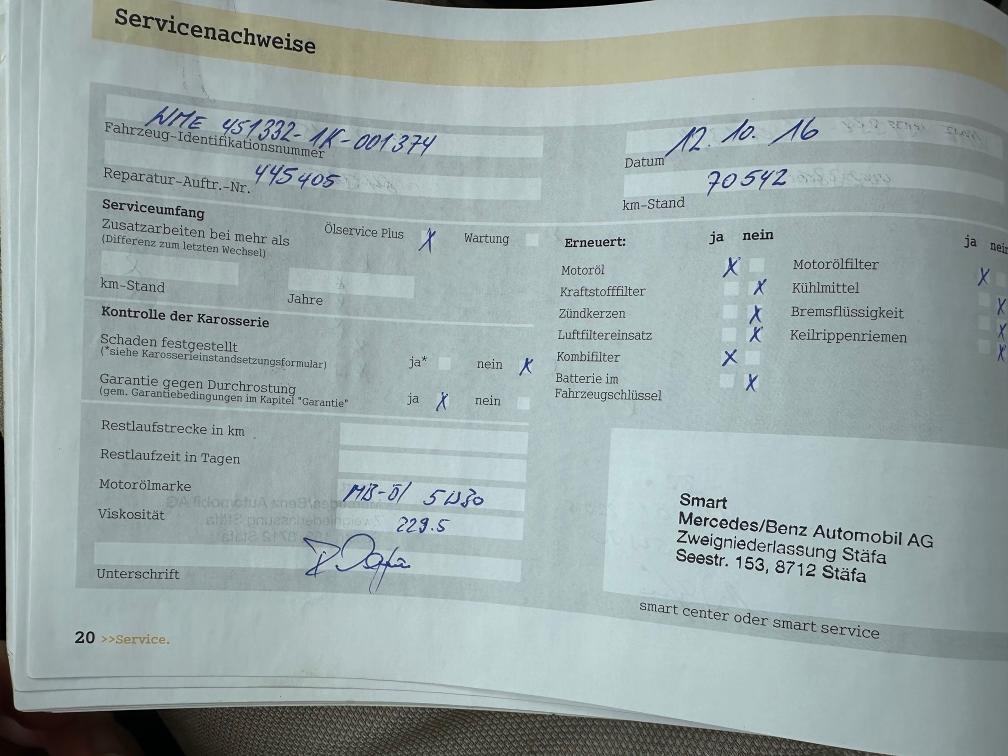 Servicenachweise
WME 451332-1K-001374
Fahrzeug-Identifikationsnummer
445405
Reparatur-Auftr.-Nr.
12.10.16
Datum
70542
km-Stand
Serviceumfang
Ölservice Plus X Wartung
Zusatzarbeiten bei mehr als
(Differenz zum letzten Wechsel)
km-Stand
Jahre
Kontrolle der Karosserie
Schaden festgestellt
(*siehe Karosserieinstandsetzungsformular)
ja* nein X
Garantie gegen Durchrostung
(gem. Garantiebedingungen im Kapitel "Garantie"
ja X nein
Restlaufstrecke in km
Restlaufzeit in Tagen
Motorölmarke MB-öl 5W30
Viskosität 229.5
Unterschrift
Erneuert: ja nein
Motoröl X
Kraftstofffilter X
Zündkerzen X
Luftfiltereinsatz X
Kombifilter X
Batterie im X
Fahrzeugschlüssel
ja nein
Motorölfilter X
Kühlmittel X
Bremsflüssigkeit X
Keilrippenriemen X
Smart
Mercedes/Benz Automobil AG
Zweigniederlassung Stäfa
Seestr. 153, 8712 Stäfa
smart center oder smart service
20 >>Service.